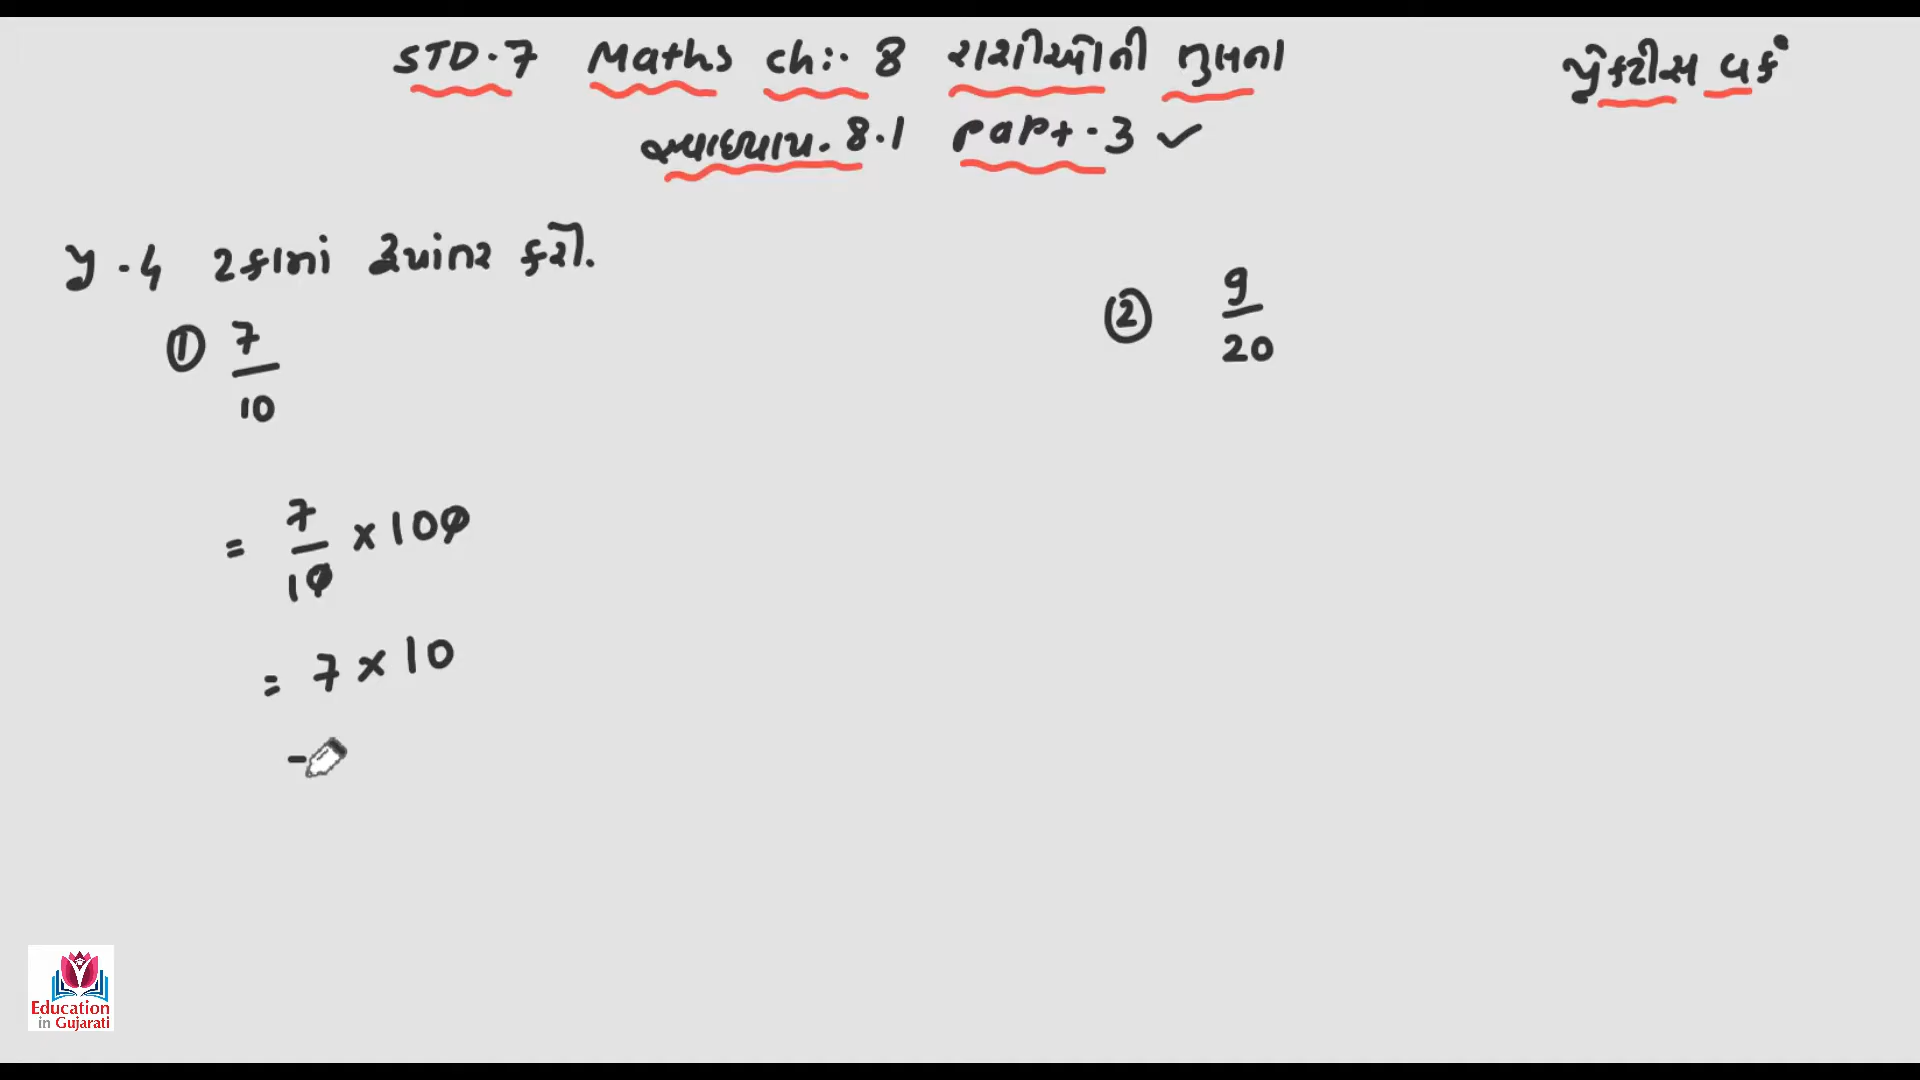 STD.7 Maths ch:. 8 રાશીઓની તુલના
સ્વાધ્યાય. 8.1 Part.3 ✓
પ્રેક્ટીસ વર્ક
પ્ર.4 ટકામાં રૂપાંતર કરો.
① 7/10
= 7/10 × 100
= 7 × 10
② 9/20
Education
in Gujarati